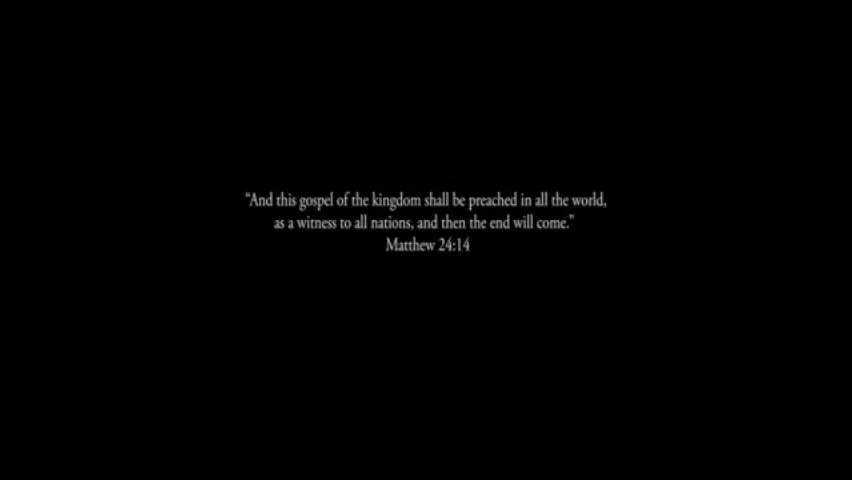 “And this gospel of the kingdom shall be preached in all the world,
as a witness to all nations, and then the end will come.”
Matthew 24:14